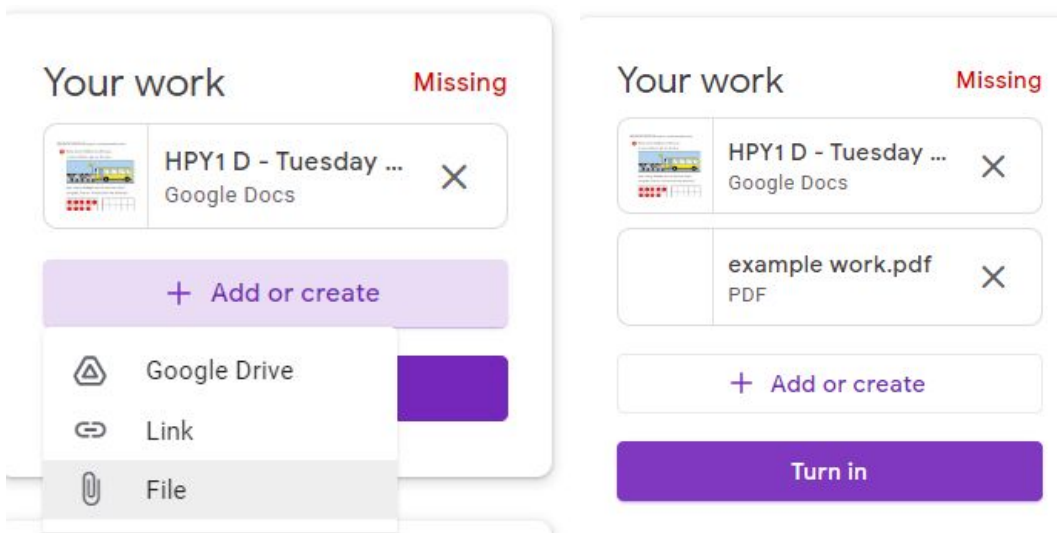 Your work
Missing
HPY1 D - Tuesday ...
Google Docs
+ Add or create
Google Drive
Link
File
Your work
Missing
HPY1 D - Tuesday ...
Google Docs
example work.pdf
PDF
+ Add or create
Turn in